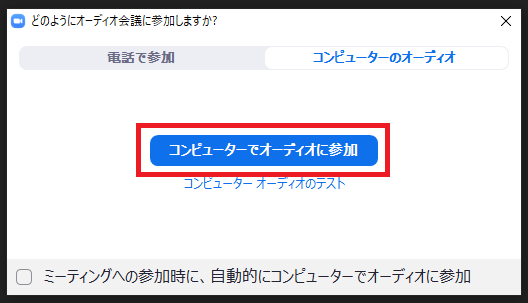 どのようにオーディオ会議に参加しますか?
電話で参加
コンピューターのオーディオ
コンピューターでオーディオに参加
コンピューター オーディオのテスト
ミーティングへの参加時に、自動的にコンピューターでオーディオに参加